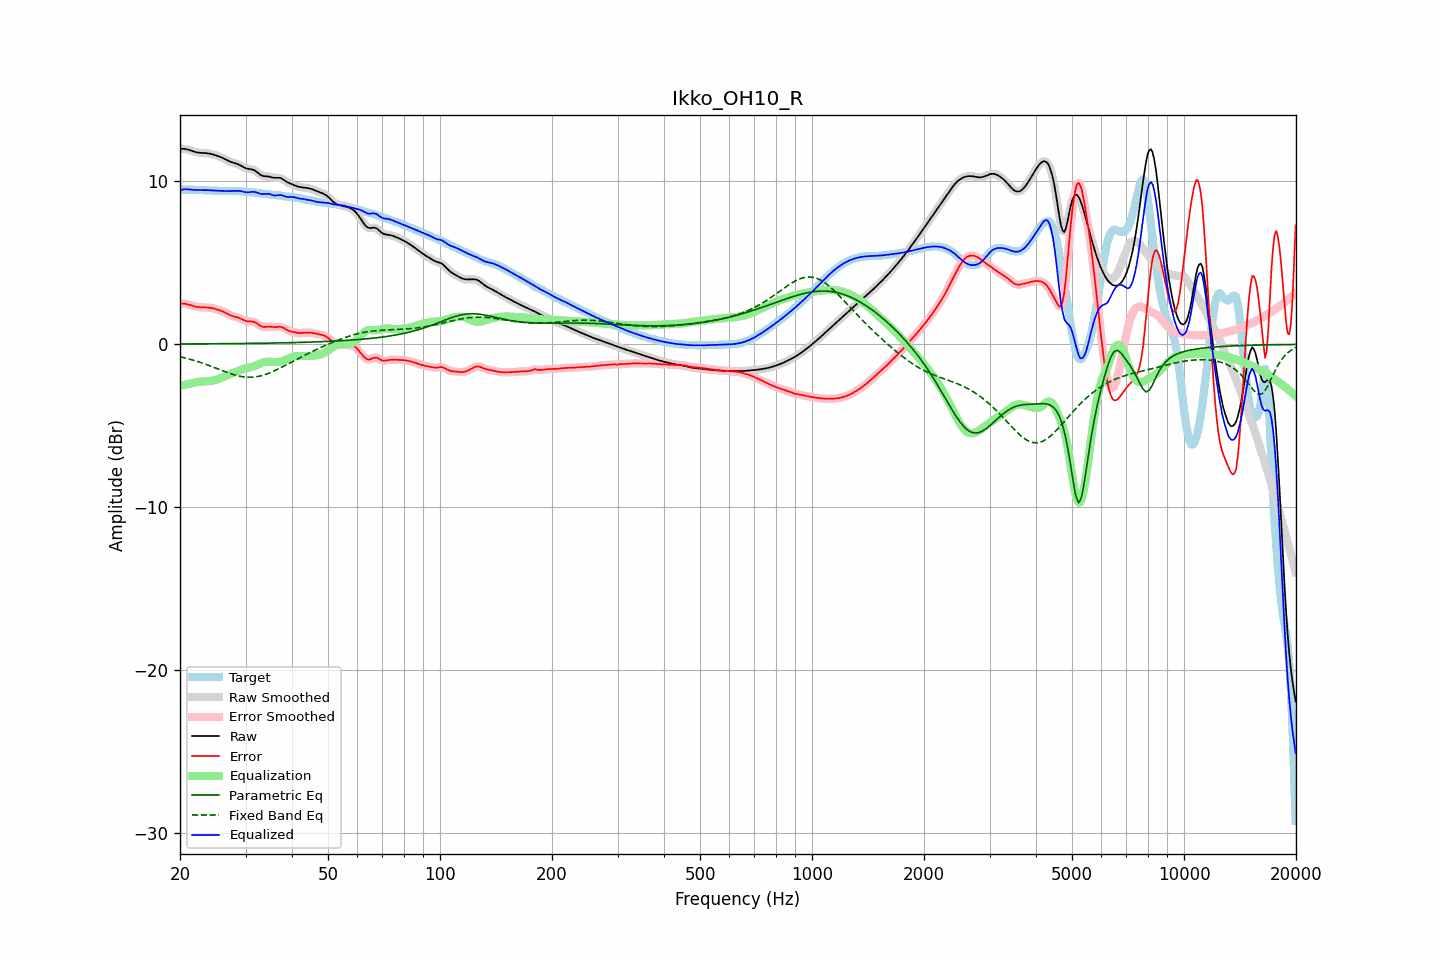 Ikko_OH10_R
Amplitude (dBr)
10
0
−10
−20
−30
Target
Raw Smoothed
Error Smoothed
Raw
Error
Equalization
Parametric Eq
Fixed Band Eq
Equalized
20 50 100 200 500 1000 2000 5000 10000 20000
Frequency (Hz)